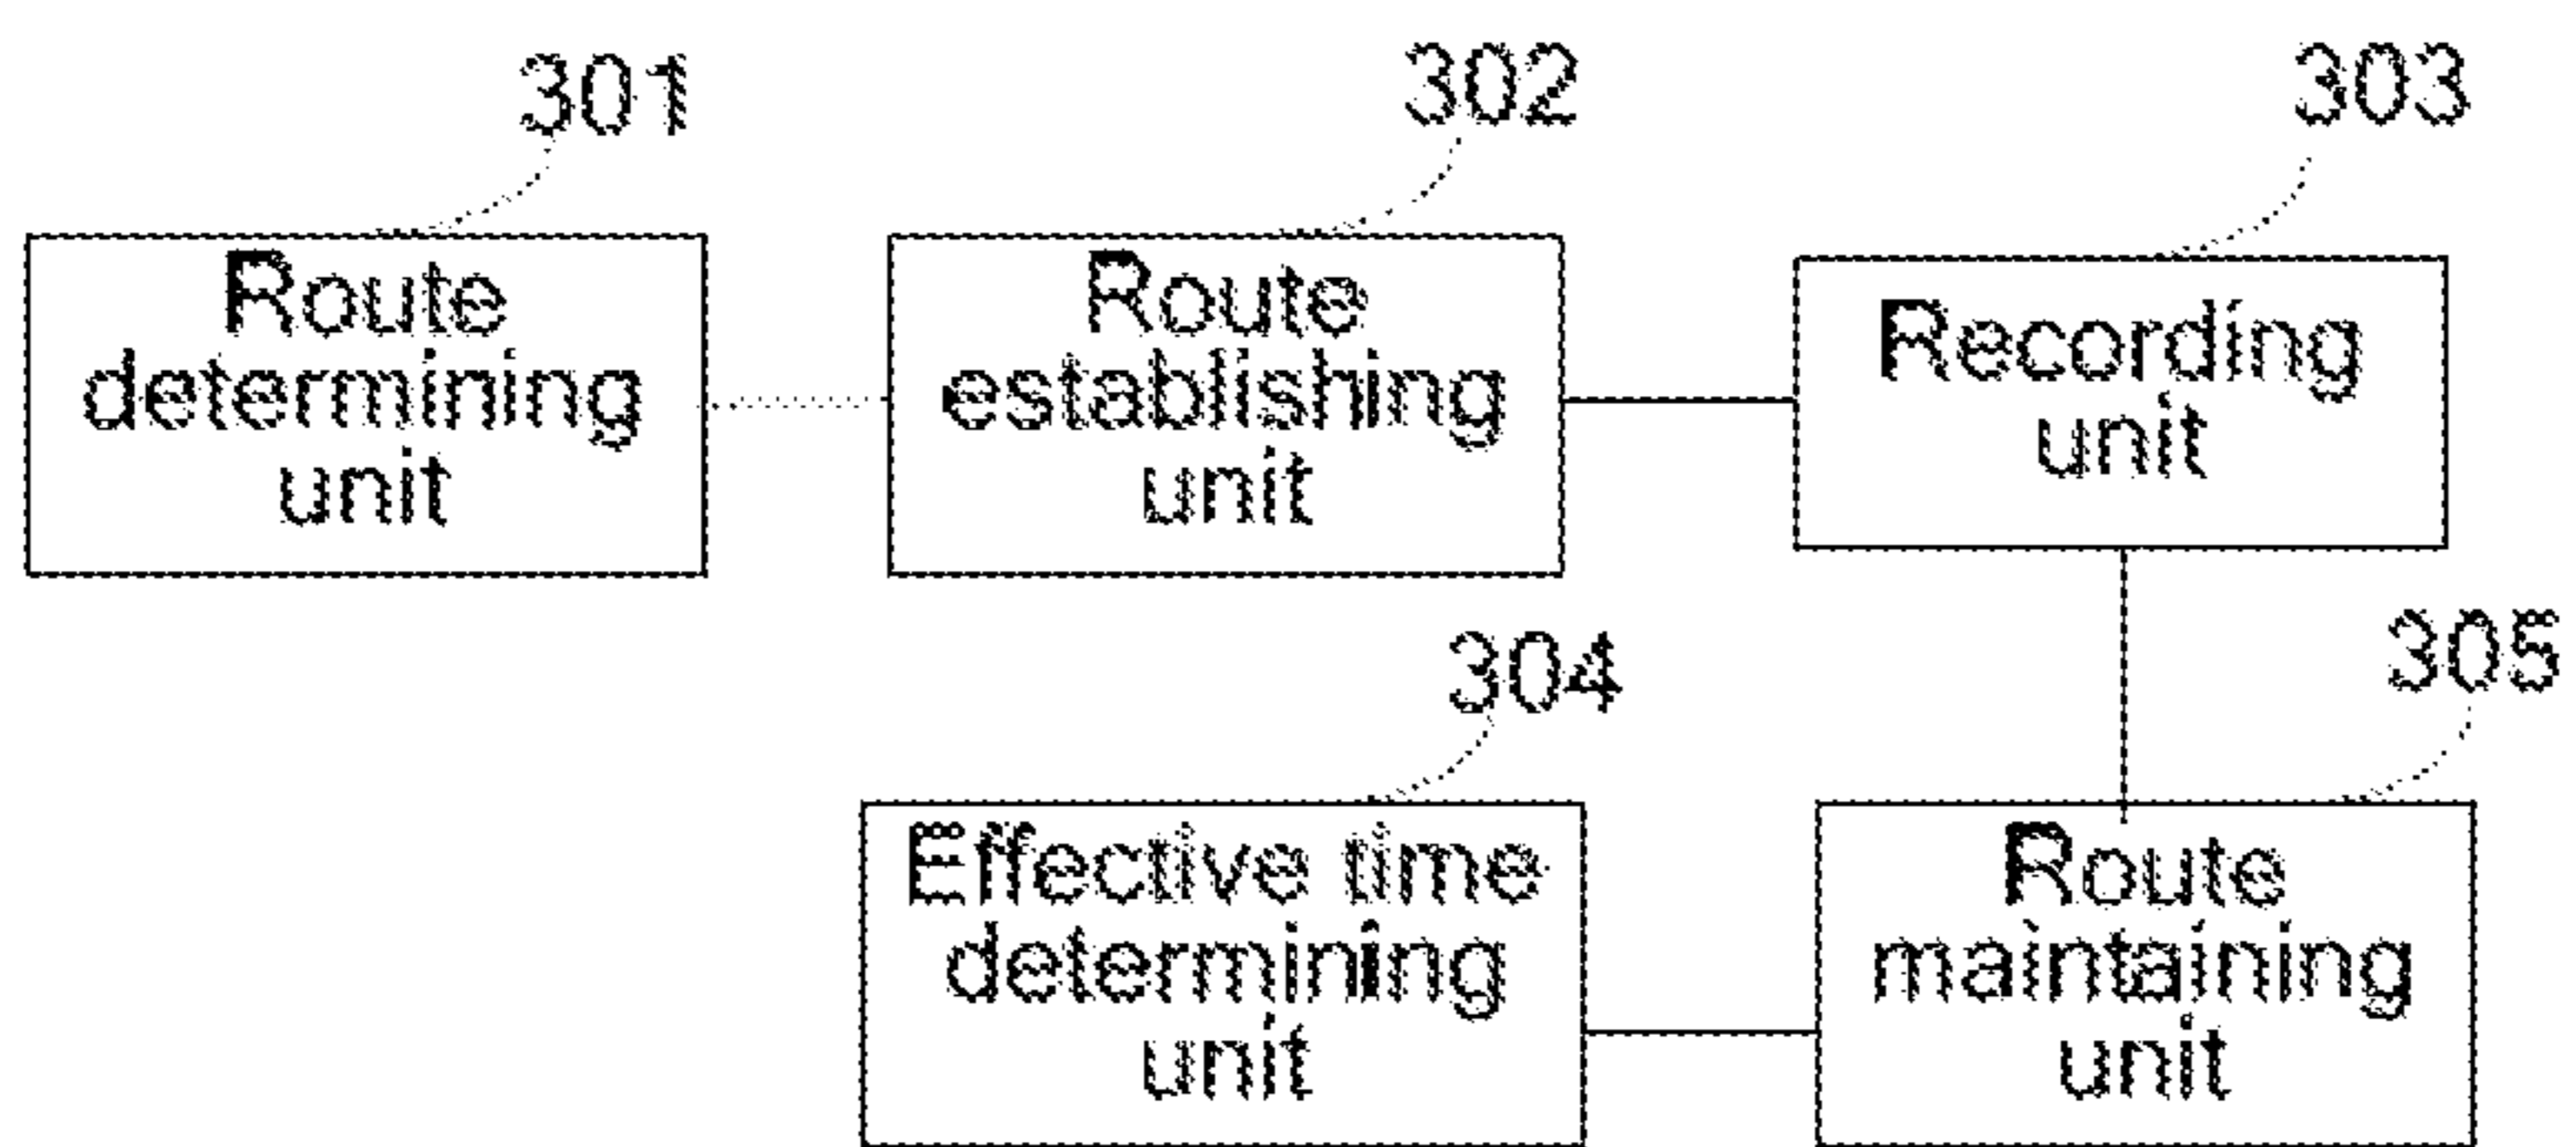 301
302
303
Route
determining
unit
Route
establishing
unit
Recording
unit
304
305
Effective time
determining
unit
Route
maintaining
unit